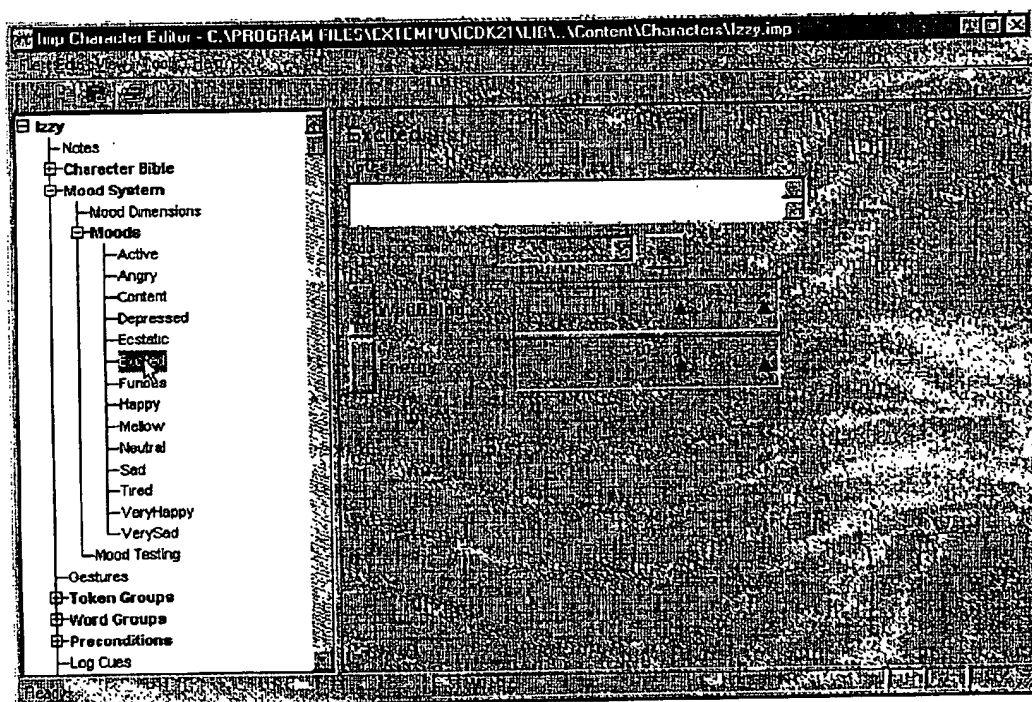 Imp Character Editor - C:\PROGRAM FILES\EXTEMPO\ICDK21\LIB\..\Content\Characters\Izzy.imp
Izzy
Notes
Character Bible
Mood System
Mood Dimensions
Moods
Active
Angry
Content
Depressed
Ecstatic
Excited
Furious
Happy
Mellow
Neutral
Sad
Tired
VeryHappy
VerySad
Mood Testing
Gestures
Token Groups
Word Groups
Preconditions
Log Cues
Energy
Ready